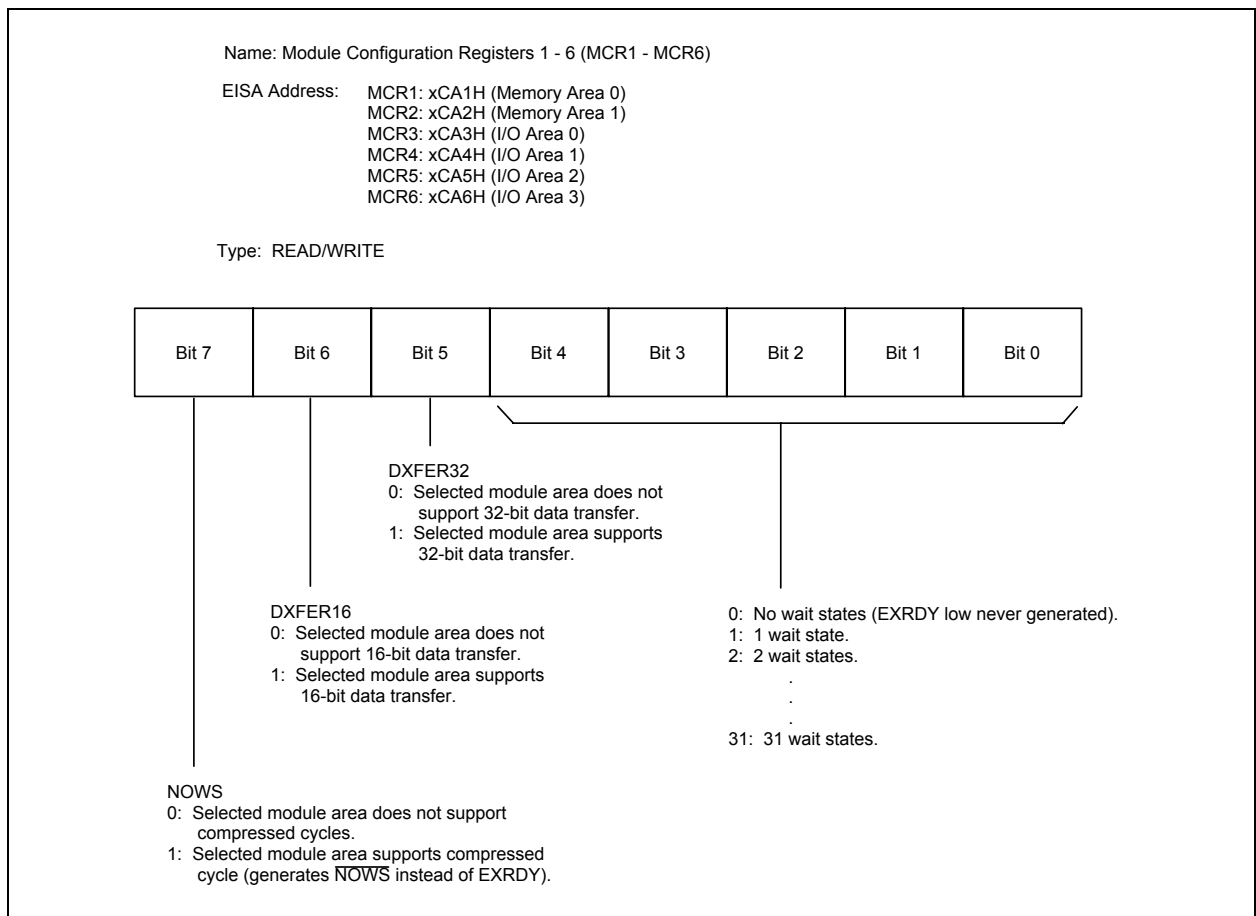 Name: Module Configuration Registers 1 - 6 (MCR1 - MCR6)
EISA Address: MCR1: xCA1H (Memory Area 0)
MCR2: xCA2H (Memory Area 1)
MCR3: xCA3H (I/O Area 0)
MCR4: xCA4H (I/O Area 1)
MCR5: xCA5H (I/O Area 2)
MCR6: xCA6H (I/O Area 3)
Type: READ/WRITE
Bit 7 Bit 6 Bit 5 Bit 4 Bit 3 Bit 2 Bit 1 Bit 0
DXFER32
0: Selected module area does not
support 32-bit data transfer.
1: Selected module area supports
32-bit data transfer.
DXFER16
0: Selected module area does not
support 16-bit data transfer.
1: Selected module area supports
16-bit data transfer.
0: No wait states (EXRDY low never generated).
1: 1 wait state.
2: 2 wait states.
.
.
.
31: 31 wait states.
NOWS
0: Selected module area does not support
compressed cycles.
1: Selected module area supports compressed
cycle (generates NOWS instead of EXRDY).